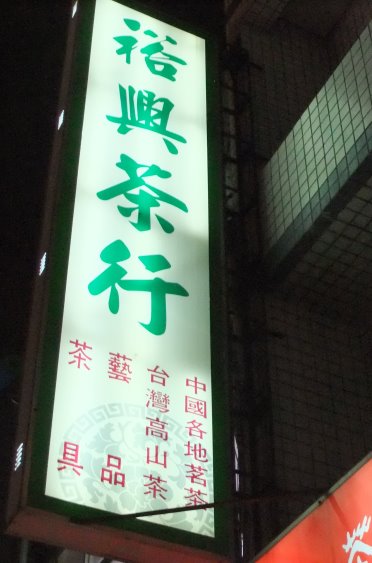 裕興茶行
中國各地茗茶
台灣高山茶
藝品
茶具